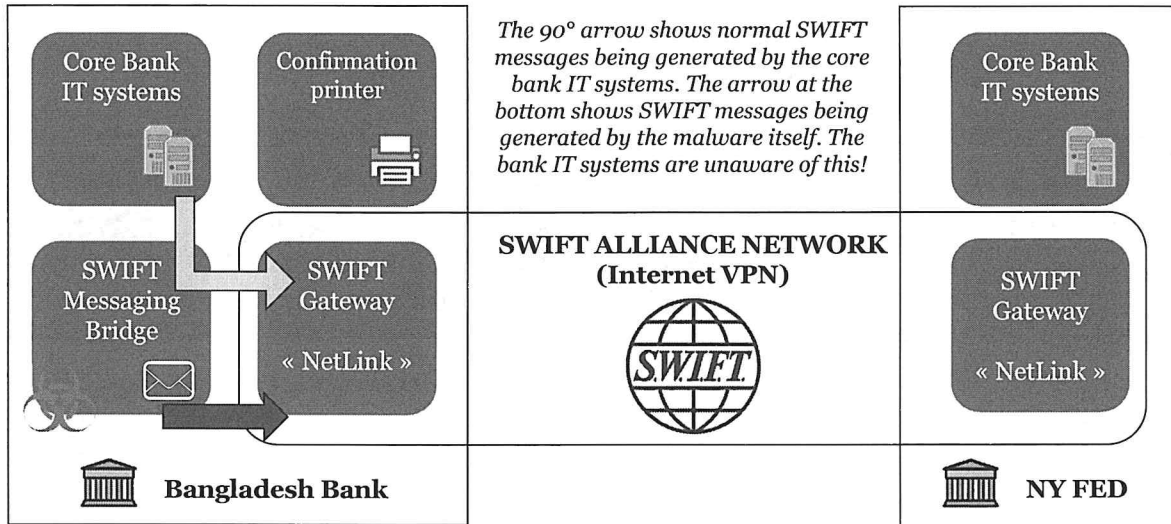 Core Bank
IT systems
Confirmation
printer
The 90° arrow shows normal SWIFT
messages being generated by the core
bank IT systems. The arrow at the
bottom shows SWIFT messages being
generated by the malware itself. The
bank IT systems are unaware of this!
Core Bank
IT systems
SWIFT
Messaging
Bridge
SWIFT
Gateway
« NetLink »
SWIFT ALLIANCE NETWORK
(Internet VPN)
S.W.I.F.T.
SWIFT
Gateway
« NetLink »
Bangladesh Bank
NY FED